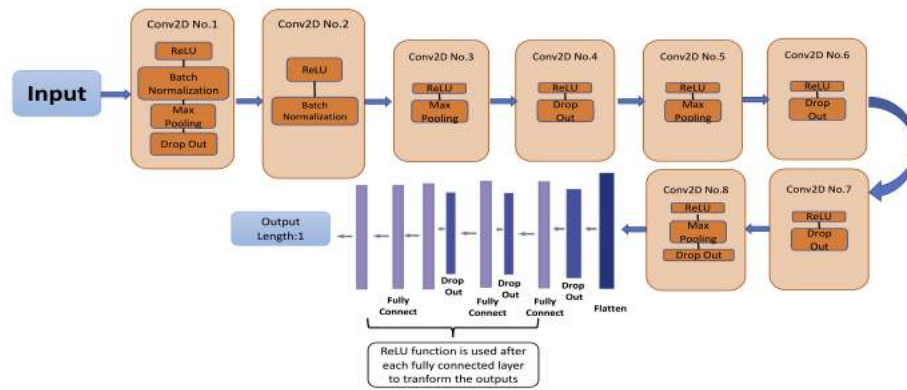 Input
Conv2D No.1
ReLU
Batch
Normalization
Max
Pooling
Drop Out
Conv2D No.2
ReLU
Batch
Normalization
Conv2D No.3
ReLU
Max
Pooling
Conv2D No.4
ReLU
Drop
Out
Conv2D No.5
ReLU
Max
Pooling
Conv2D No.6
ReLU
Drop
Out
Conv2D No.7
ReLU
Drop
Out
Conv2D No.8
ReLU
Max
Pooling
Drop Out
Flatten
Drop
Out
Fully
Connect
Drop
Out
Fully
Connect
Drop
Out
Fully
Connect
Output
Length:1
ReLU function is used after
each fully connected layer
to tranform the outputs